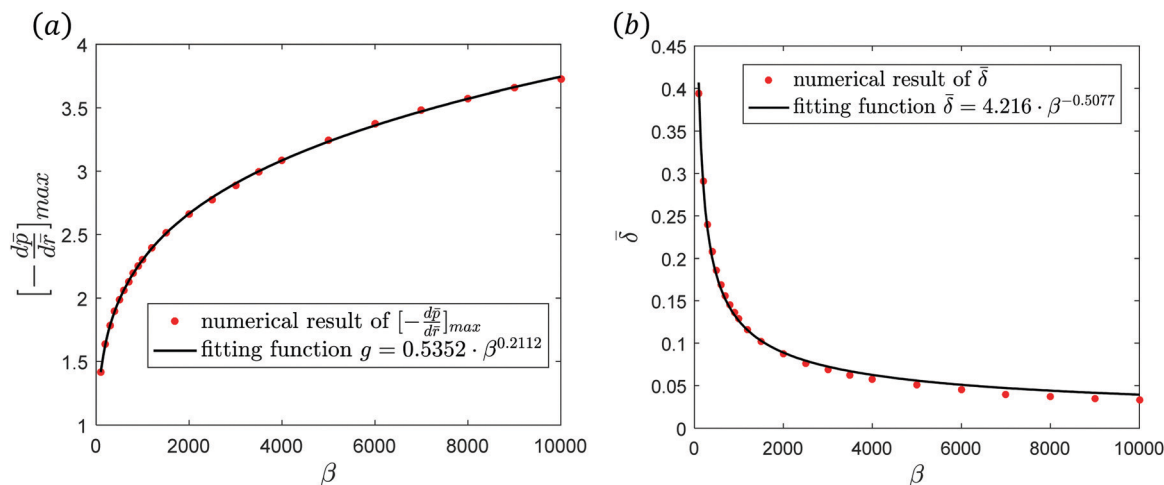 (a)
4
3.5
3
2.5
2
1.5
1
[-dp̄/dr̄]max
numerical result of [-dp̄/dr̄]max
fitting function g = 0.5352 · β^0.2112
0 2000 4000 6000 8000 10000
β
(b)
0.45
0.4
0.35
0.3
0.25
0.2
0.15
0.1
0.05
0
δ̄
numerical result of δ̄
fitting function δ̄ = 4.216 · β^-0.5077
0 2000 4000 6000 8000 10000
β